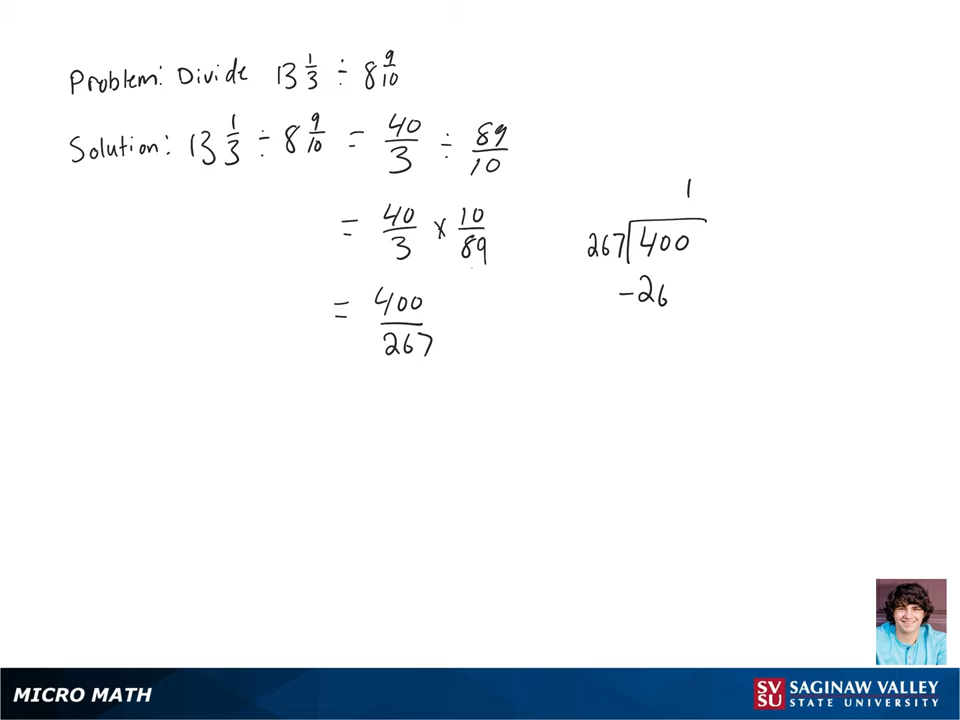 Problem: Divide 13 1/3 ÷ 8 9/10
Solution: 13 1/3 ÷ 8 9/10 = 40/3 ÷ 89/10
= 40/3 × 10/89
= 400/267
1
267 400
-26
MICRO MATH
SV SU SAGINAW VALLEY
STATE UNIVERSITY